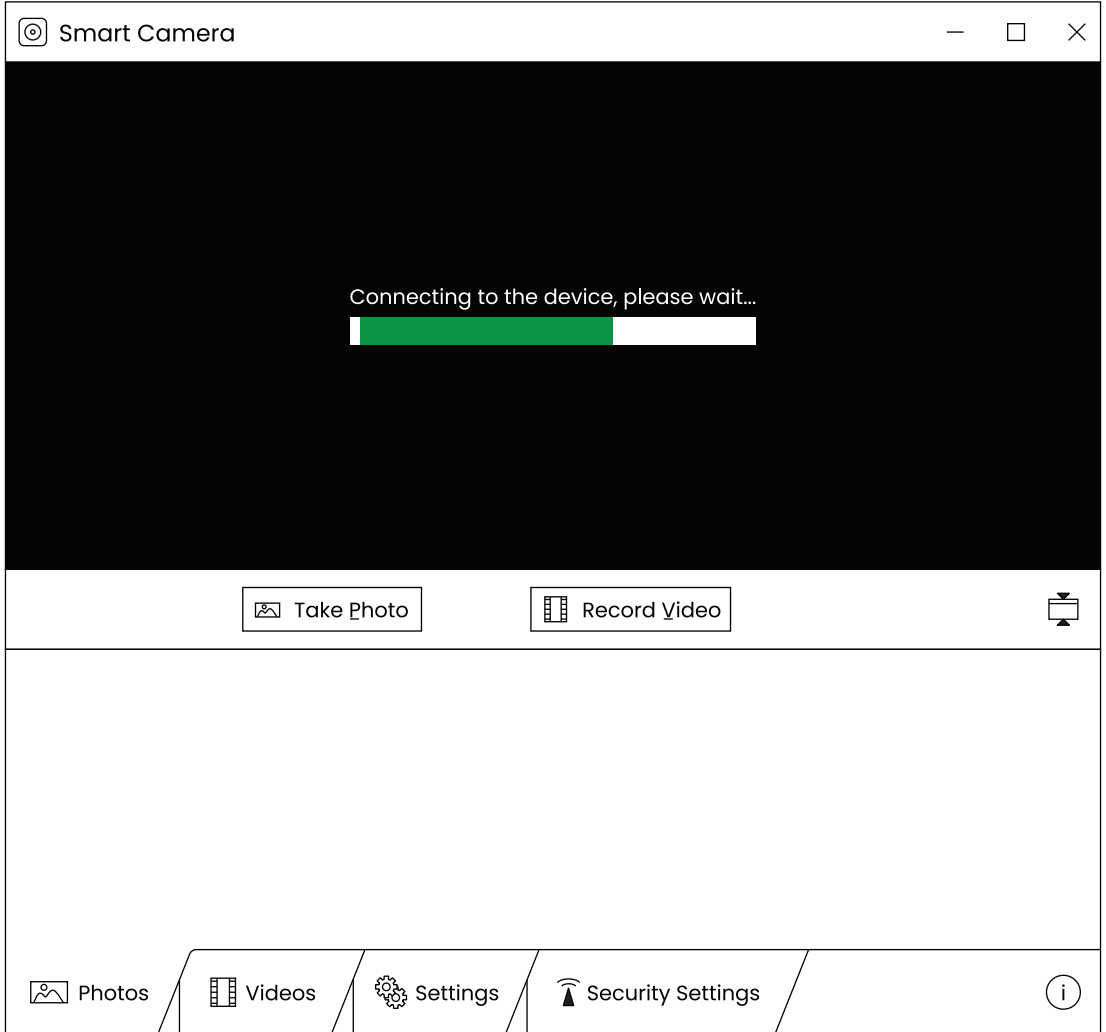 Smart Camera
Connecting to the device, please wait...
Take Photo
Record Video
Photos
Videos
Settings
Security Settings
i